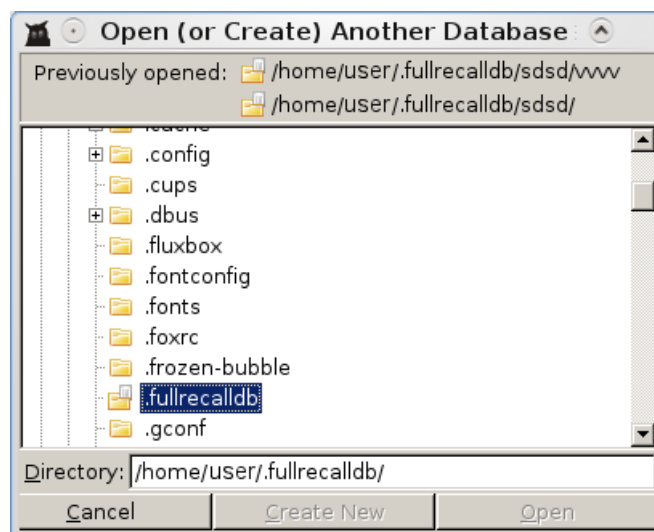 Open (or Create) Another Database
Previously opened: /home/user/.fullrecalldb/sdsd/vvvv
/home/user/.fullrecalldb/sdsd/
.cache
.config
.cups
.dbus
.fluxbox
.fontconfig
.fonts
.foxrc
.frozen-bubble
.fullrecalldb
.gconf
Directory: /home/user/.fullrecalldb/
Cancel Create New Open